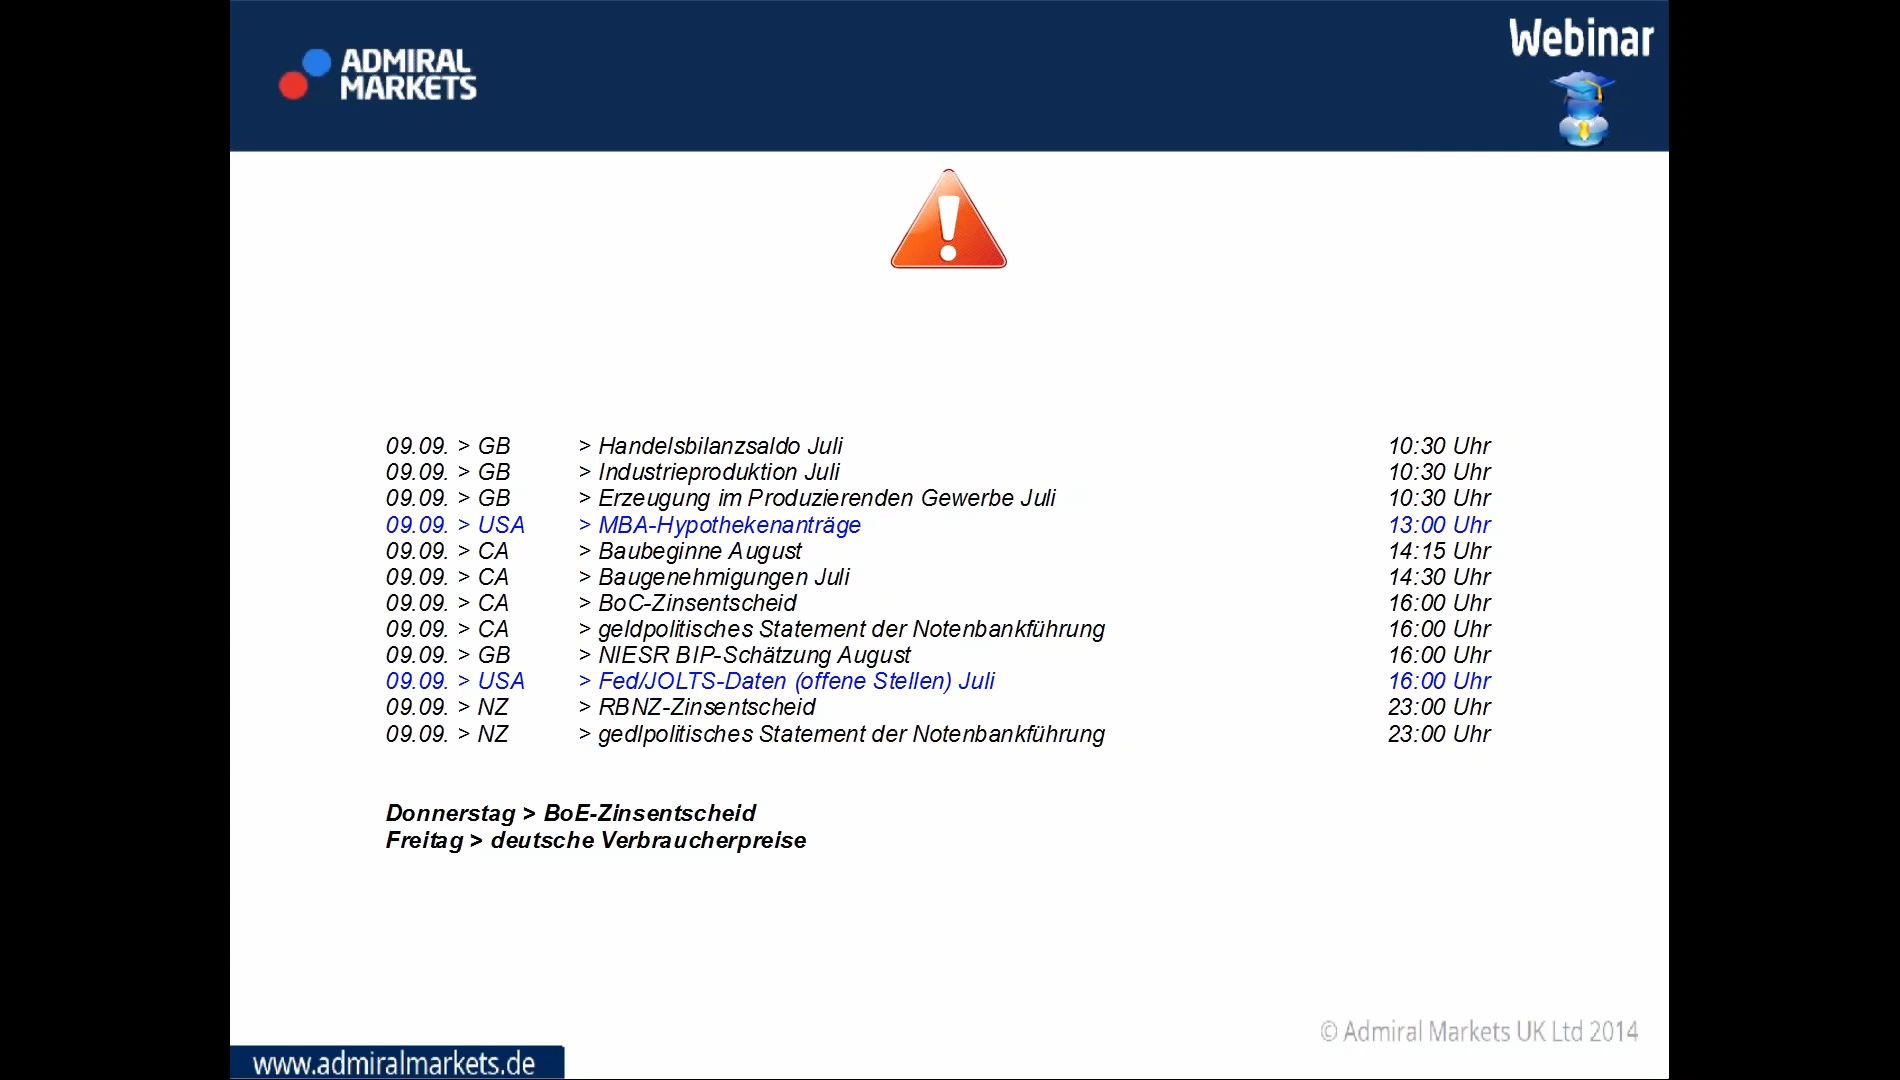 ADMIRAL
MARKETS
Webinar
09.09. > GB > Handelsbilanzsaldo Juli 10:30 Uhr
09.09. > GB > Industrieproduktion Juli 10:30 Uhr
09.09. > GB > Erzeugung im Produzierenden Gewerbe Juli 10:30 Uhr
09.09. > USA > MBA-Hypothekenanträge 13:00 Uhr
09.09. > CA > Baubeginne August 14:15 Uhr
09.09. > CA > Baugenehmigungen Juli 14:30 Uhr
09.09. > CA > BoC-Zinsentscheid 16:00 Uhr
09.09. > CA > geldpolitisches Statement der Notenbankführung 16:00 Uhr
09.09. > GB > NIESR BIP-Schätzung August 16:00 Uhr
09.09. > USA > Fed/JOLTS-Daten (offene Stellen) Juli 16:00 Uhr
09.09. > NZ > RBNZ-Zinsentscheid 23:00 Uhr
09.09. > NZ > gedlpolitisches Statement der Notenbankführung 23:00 Uhr
Donnerstag > BoE-Zinsentscheid
Freitag > deutsche Verbraucherpreise
© Admiral Markets UK Ltd 2014
www.admiralmarkets.de